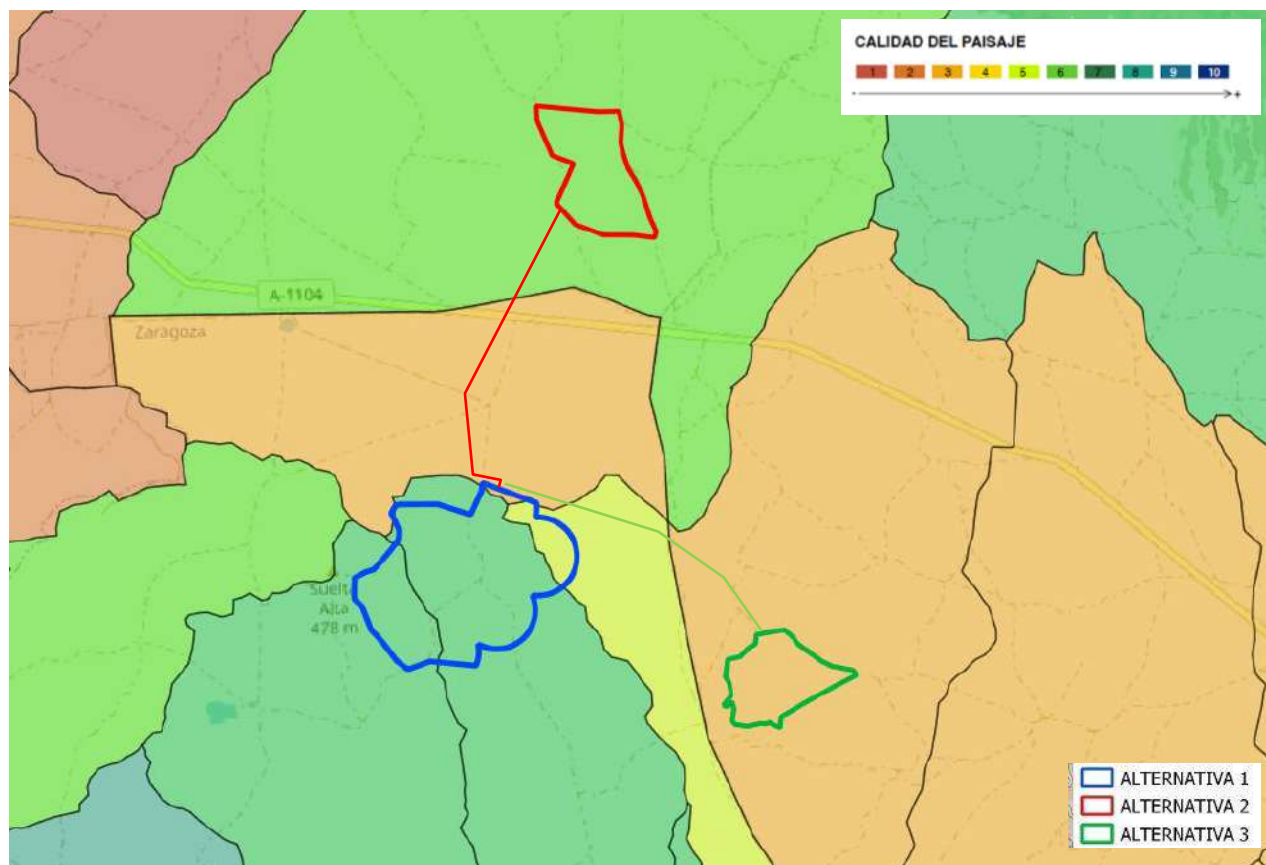 CALIDAD DEL PAISAJE
1 2 3 4 5 6 7 8 9 10
- +
A-1104
Zaragoza
Suelta
Alta
478 m
ALTERNATIVA 1
ALTERNATIVA 2
ALTERNATIVA 3